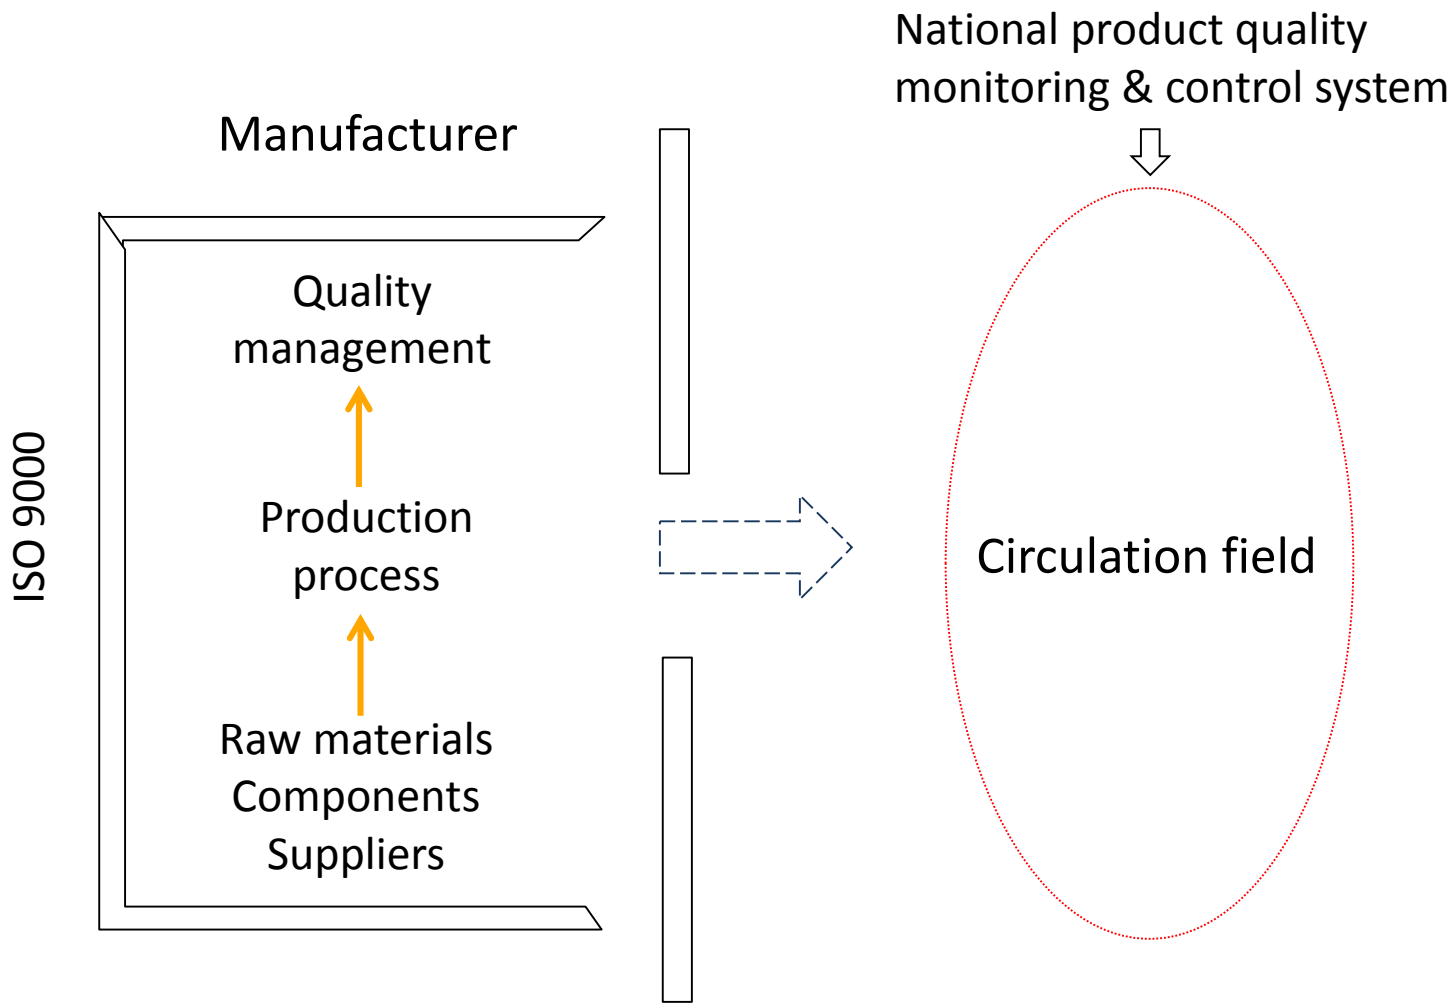 National product quality
monitoring & control system
Manufacturer
ISO 9000
Quality
management
Production
process
Raw materials
Components
Suppliers
Circulation field